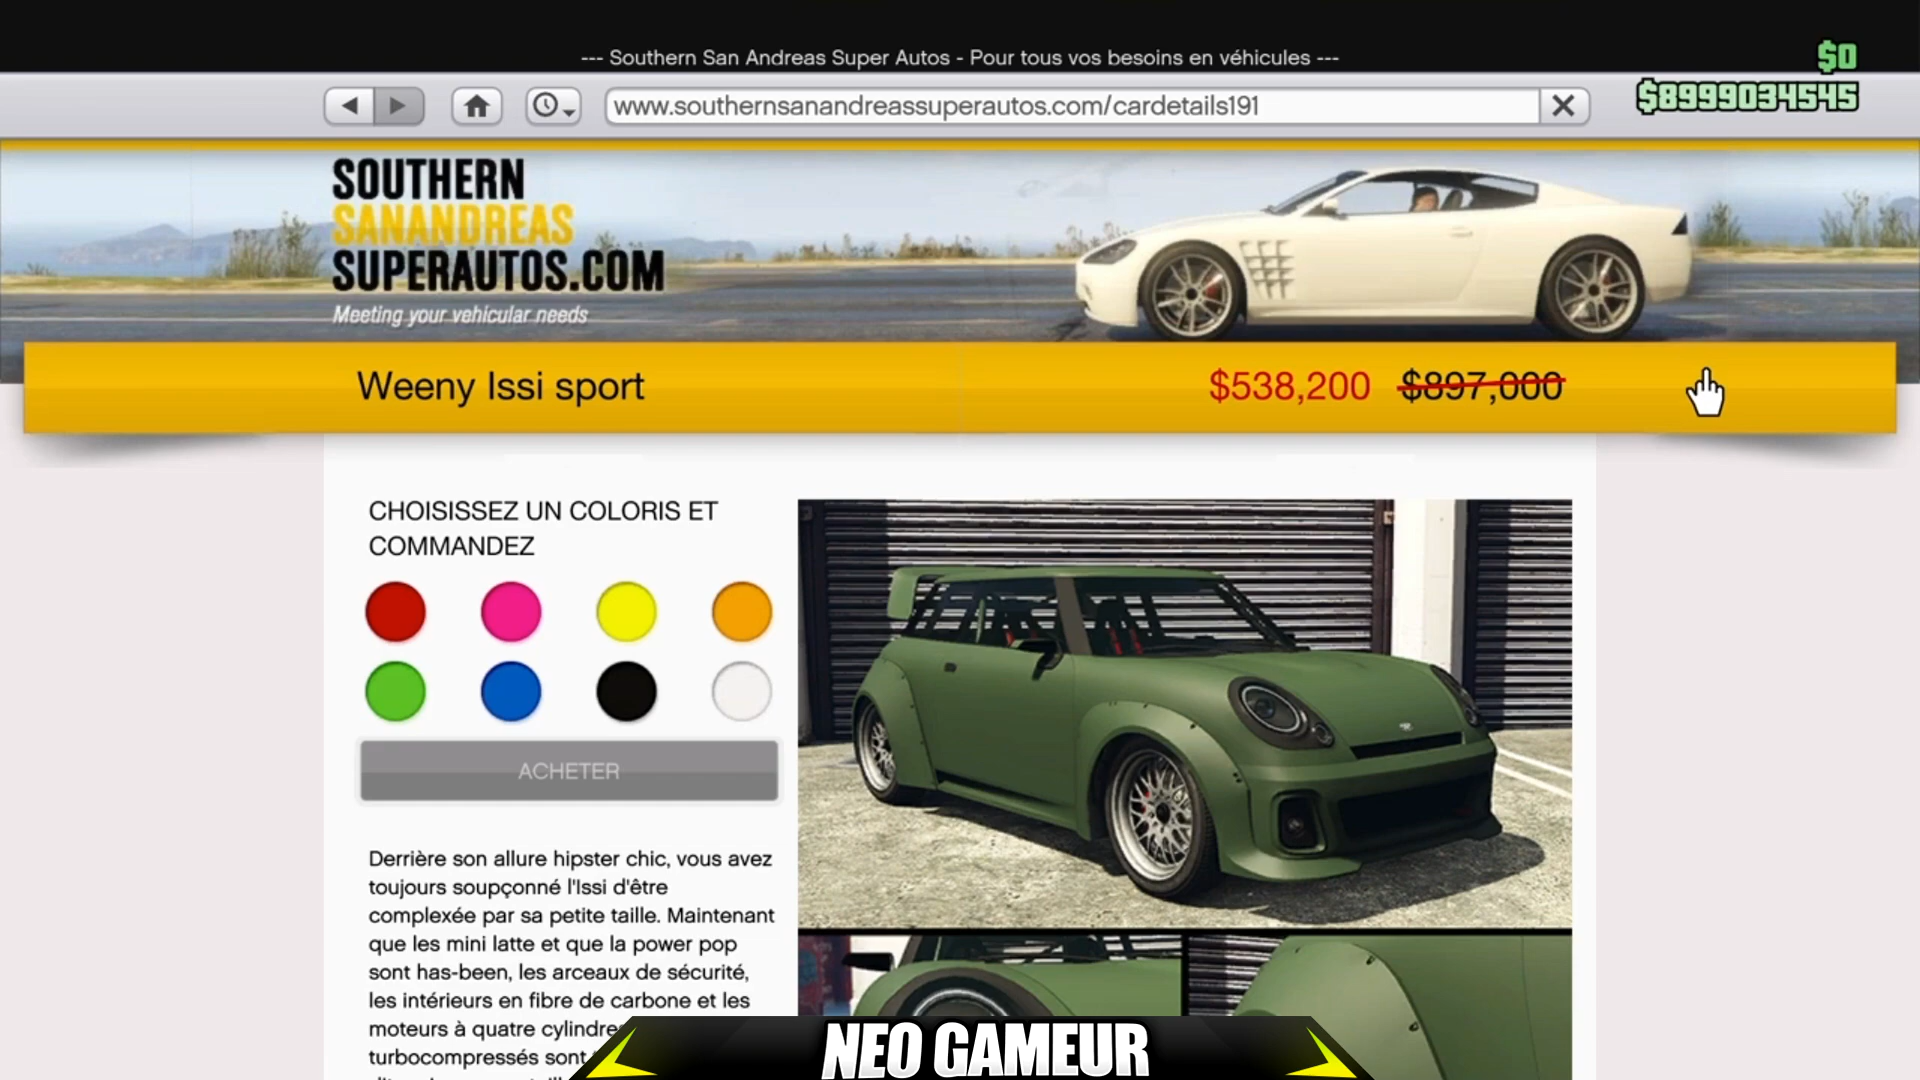 --- Southern San Andreas Super Autos - Pour tous vos besoins en véhicules ---
$0
www.southernsanandreassuperautos.com/cardetails191
$8999034545
SOUTHERN
SANANDREAS
SUPERAUTOS.COM
Meeting your vehicular needs
Weeny Issi sport
$538,200 $897,000
CHOISISSEZ UN COLORIS ET
COMMANDEZ
ACHETER
Derrière son allure hipster chic, vous avez
toujours soupçonné l'Issi d'être
complexée par sa petite taille. Maintenant
que les mini latte et que la power pop
sont has-been, les arceaux de sécurité,
les intérieurs en fibre de carbone et les
moteurs à quatre cylindres
turbocompressés sont
NEO GAMEUR